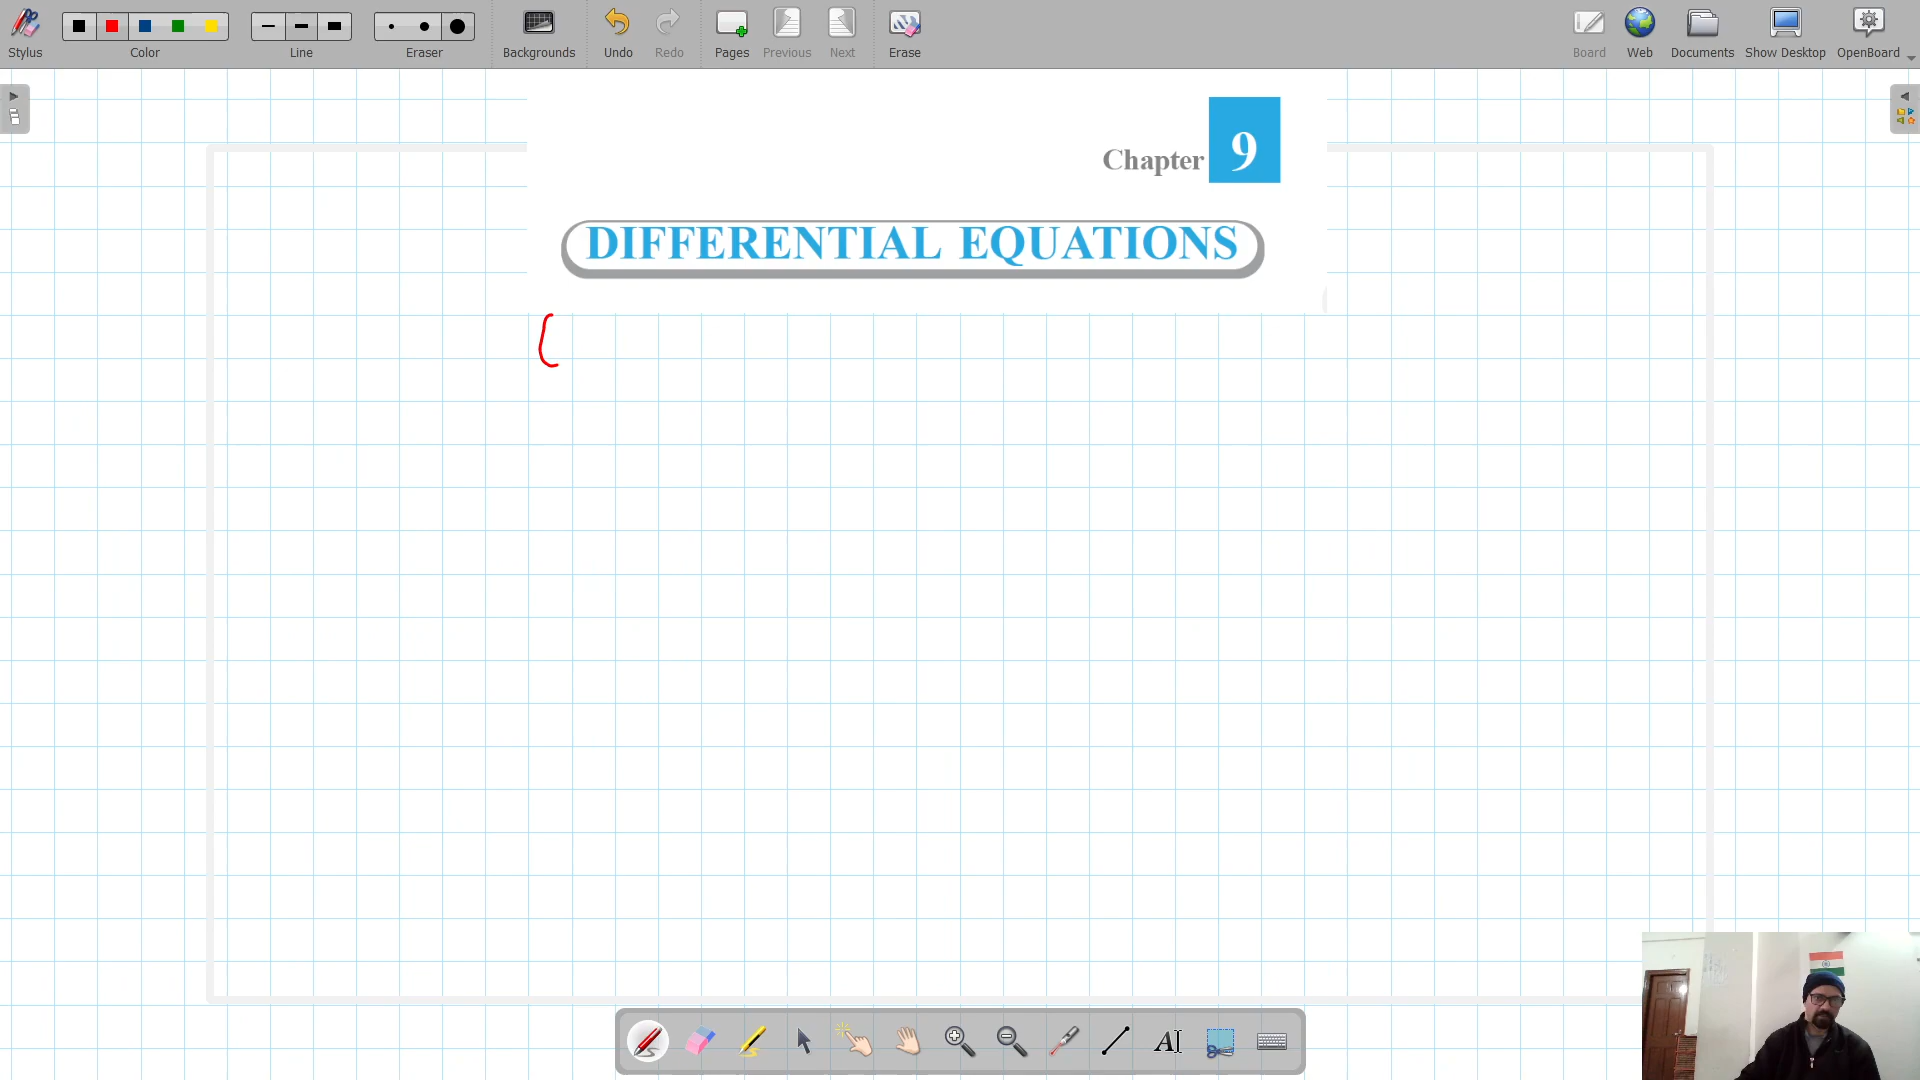 Stylus
Color
Line
Eraser
Backgrounds
Undo
Redo
Pages
Previous
Next
Erase
Board
Web
Documents
Show Desktop
OpenBoard
Chapter 9
DIFFERENTIAL EQUATIONS
(